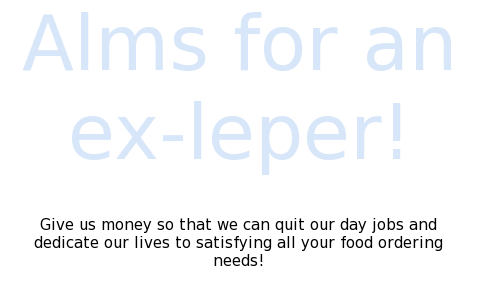 Alms for an
ex-leper!
Give us money so that we can quit our day jobs and
dedicate our lives to satisfying all your food ordering
needs!